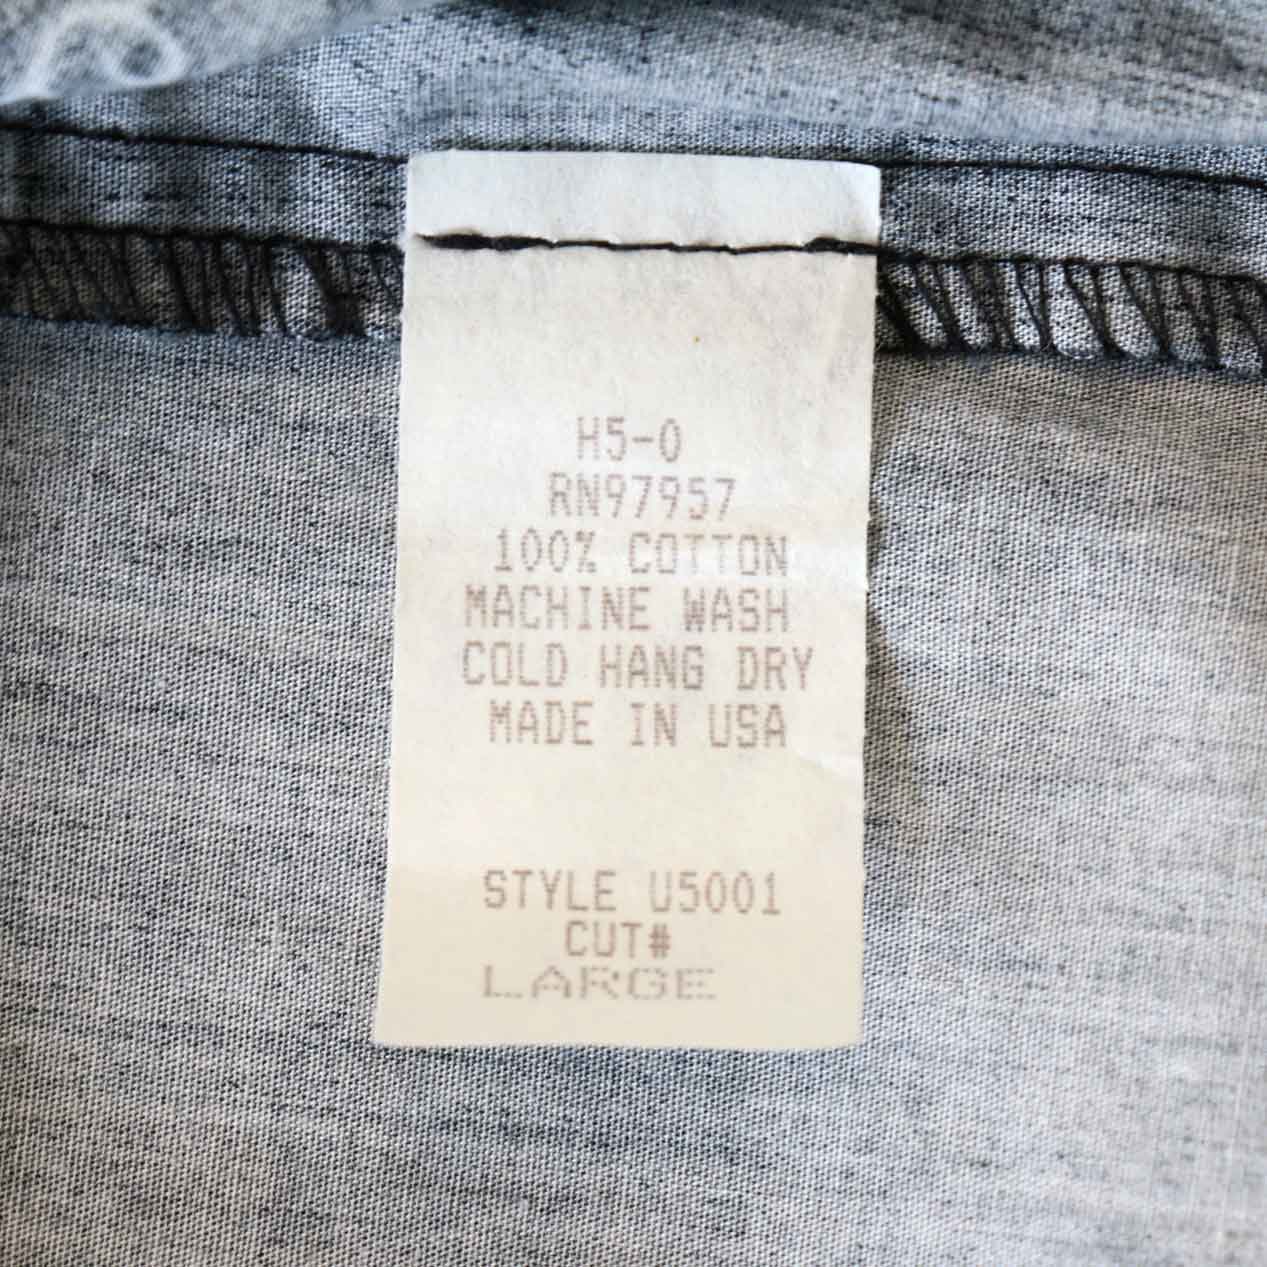 H5-0
RN97957
100% COTTON
MACHINE WASH
COLD HANG DRY
MADE IN USA
STYLE U5001
CUT#
LARGE